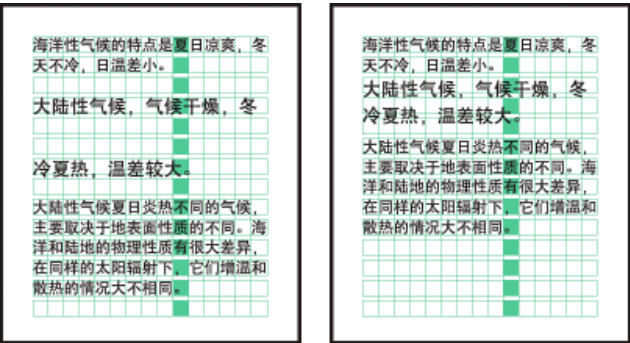 海洋性气候的特点是夏日凉爽，冬
天不冷，日温差小。
大陆性气候，气候干燥，冬
冷夏热，温差较大。
大陆性气候夏日炎热不同的气候，
主要取决于地表面性质的不同。海
洋和陆地的物理性质有很大差异，
在同样的太阳辐射下，它们增温和
散热的情况大不相同。
海洋性气候的特点是夏日凉爽，冬
天不冷，日温差小。
大陆性气候，气候干燥，冬
冷夏热，温差较大。
大陆性气候夏日炎热不同的气候，
主要取决于地表面性质的不同。海
洋和陆地的物理性质有很大差异，
在同样的太阳辐射下，它们增温和
散热的情况大不相同。